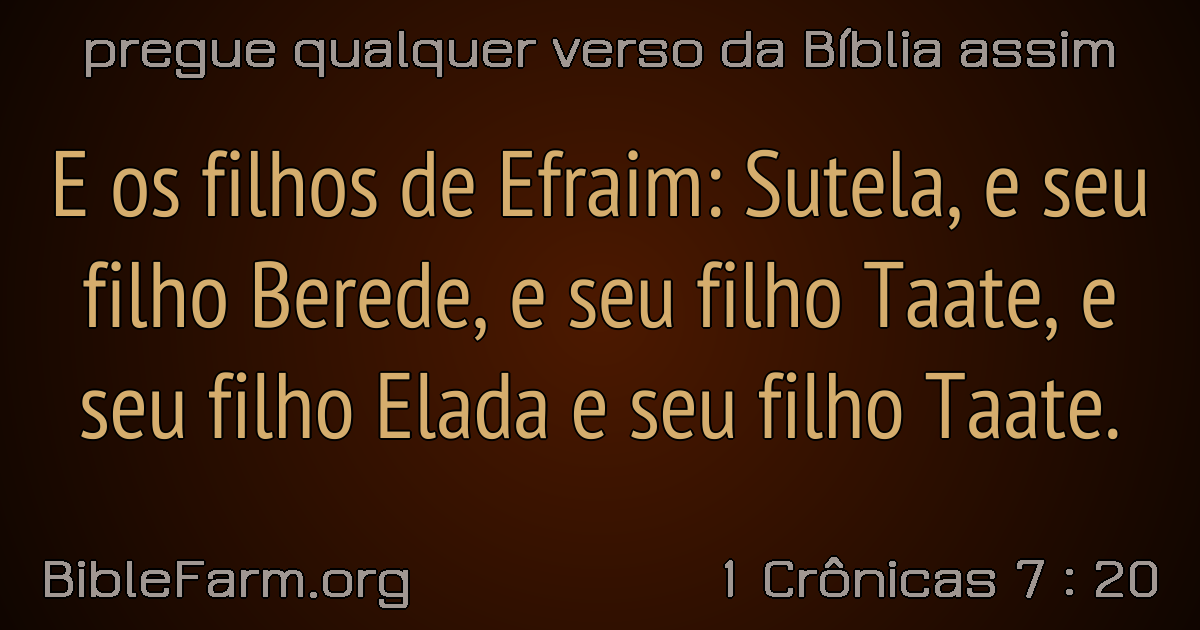 pregue qualquer verso da Bíblia assim
E os filhos de Efraim: Sutela, e seu
filho Berede, e seu filho Taate, e
seu filho Elada e seu filho Taate.
BibleFarm.org
1 Crônicas 7 : 20